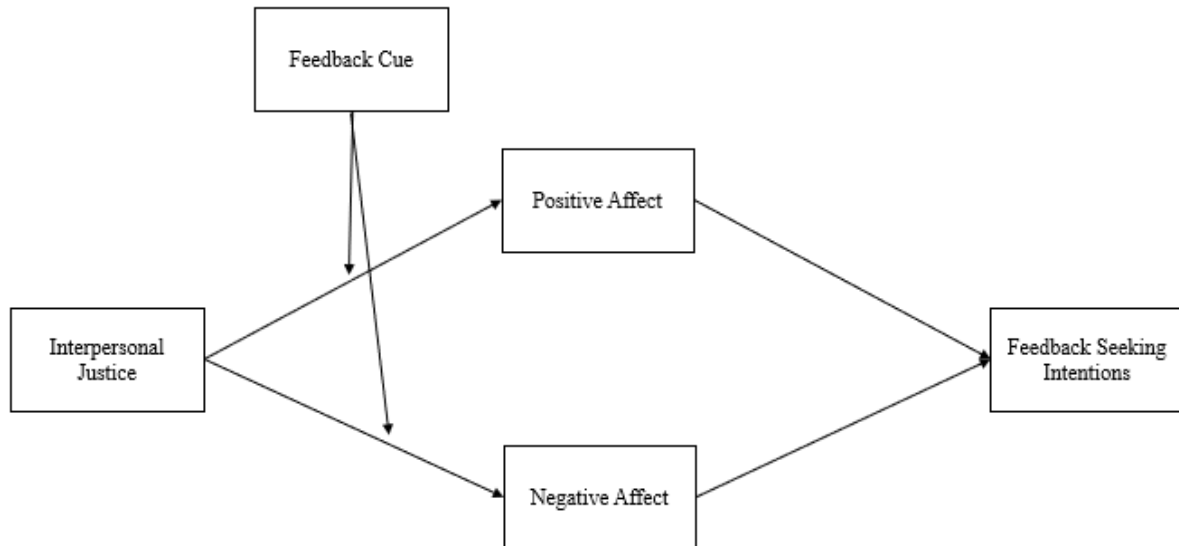 Feedback Cue
Positive Affect
Interpersonal
Justice
Feedback Seeking
Intentions
Negative Affect